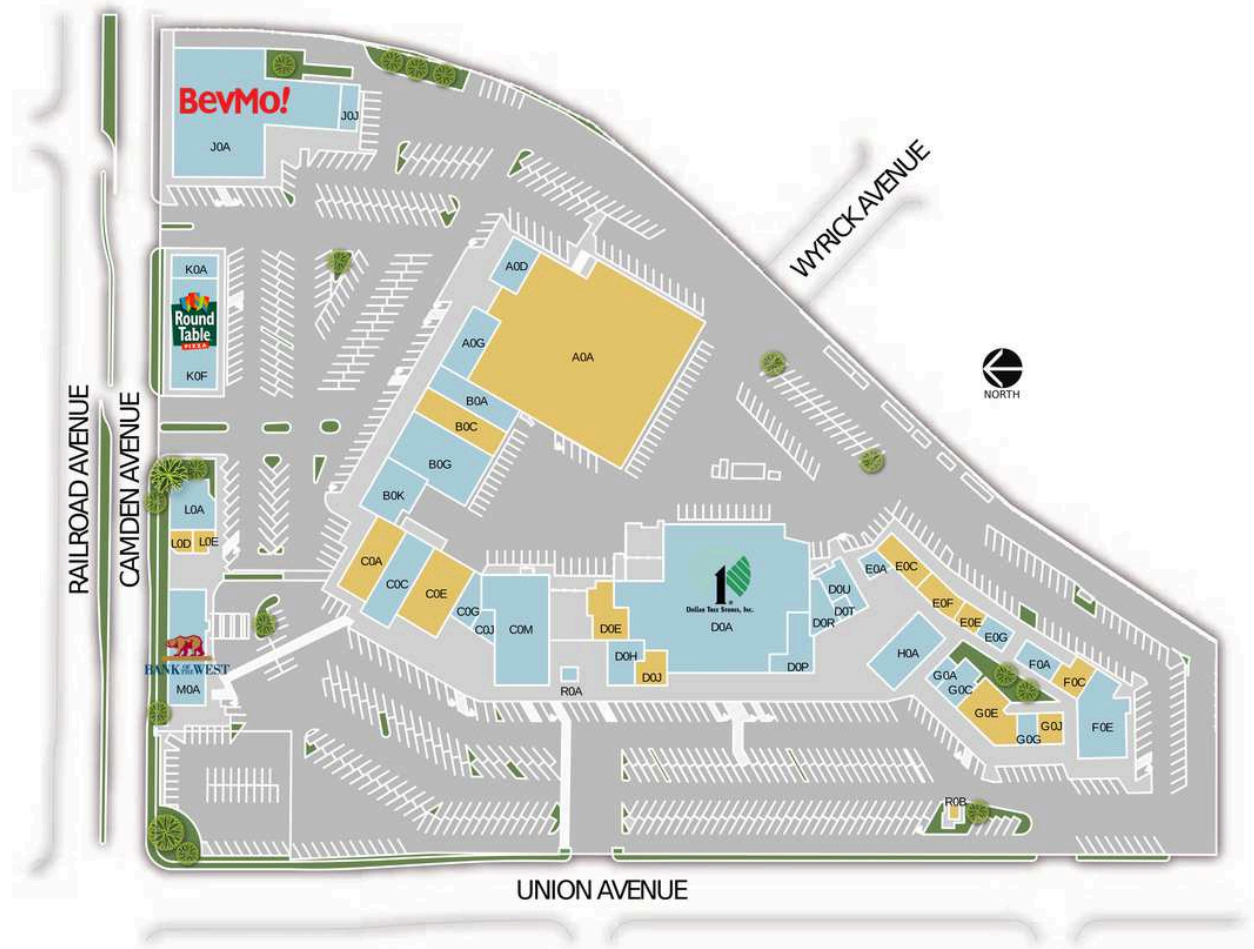 BevMo!
J0J
J0A
WYRICK AVENUE
K0A
Round
Table
PIZZA
K0F
A0D
A0G
A0A
B0A
B0C
B0G
B0K
NORTH
RAILROAD AVENUE
CAMDEN AVENUE
L0A
L0D
L0E
C0A
C0C
C0E
C0G
C0J
C0M
D0E
D0H
D0J
1
Dollar Tree Stores, Inc.
D0A
D0P
D0R
D0U
D0T
E0A
E0C
E0F
E0E
E0G
H0A
F0A
F0C
F0E
G0A
G0C
G0E
G0G
G0J
BANK OF THE WEST
M0A
R0A
R0B
UNION AVENUE